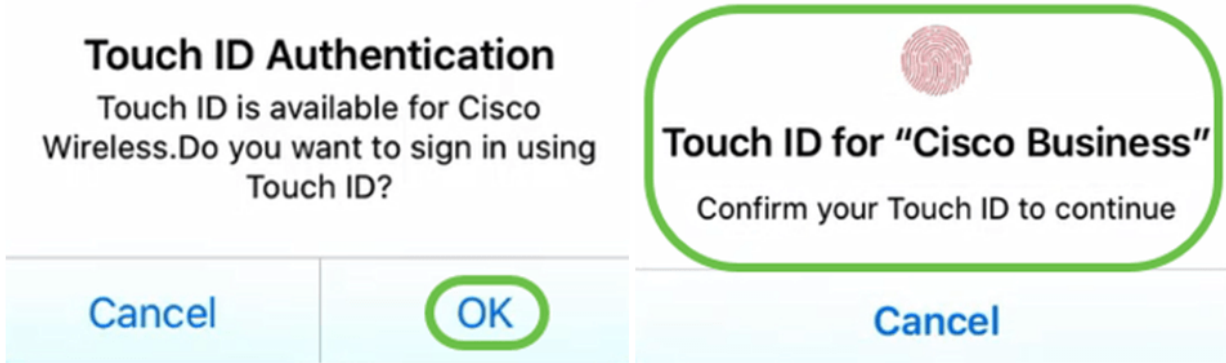 Touch ID Authentication
Touch ID is available for Cisco
Wireless.Do you want to sign in using
Touch ID?
Cancel
OK
Touch ID for “Cisco Business”
Confirm your Touch ID to continue
Cancel